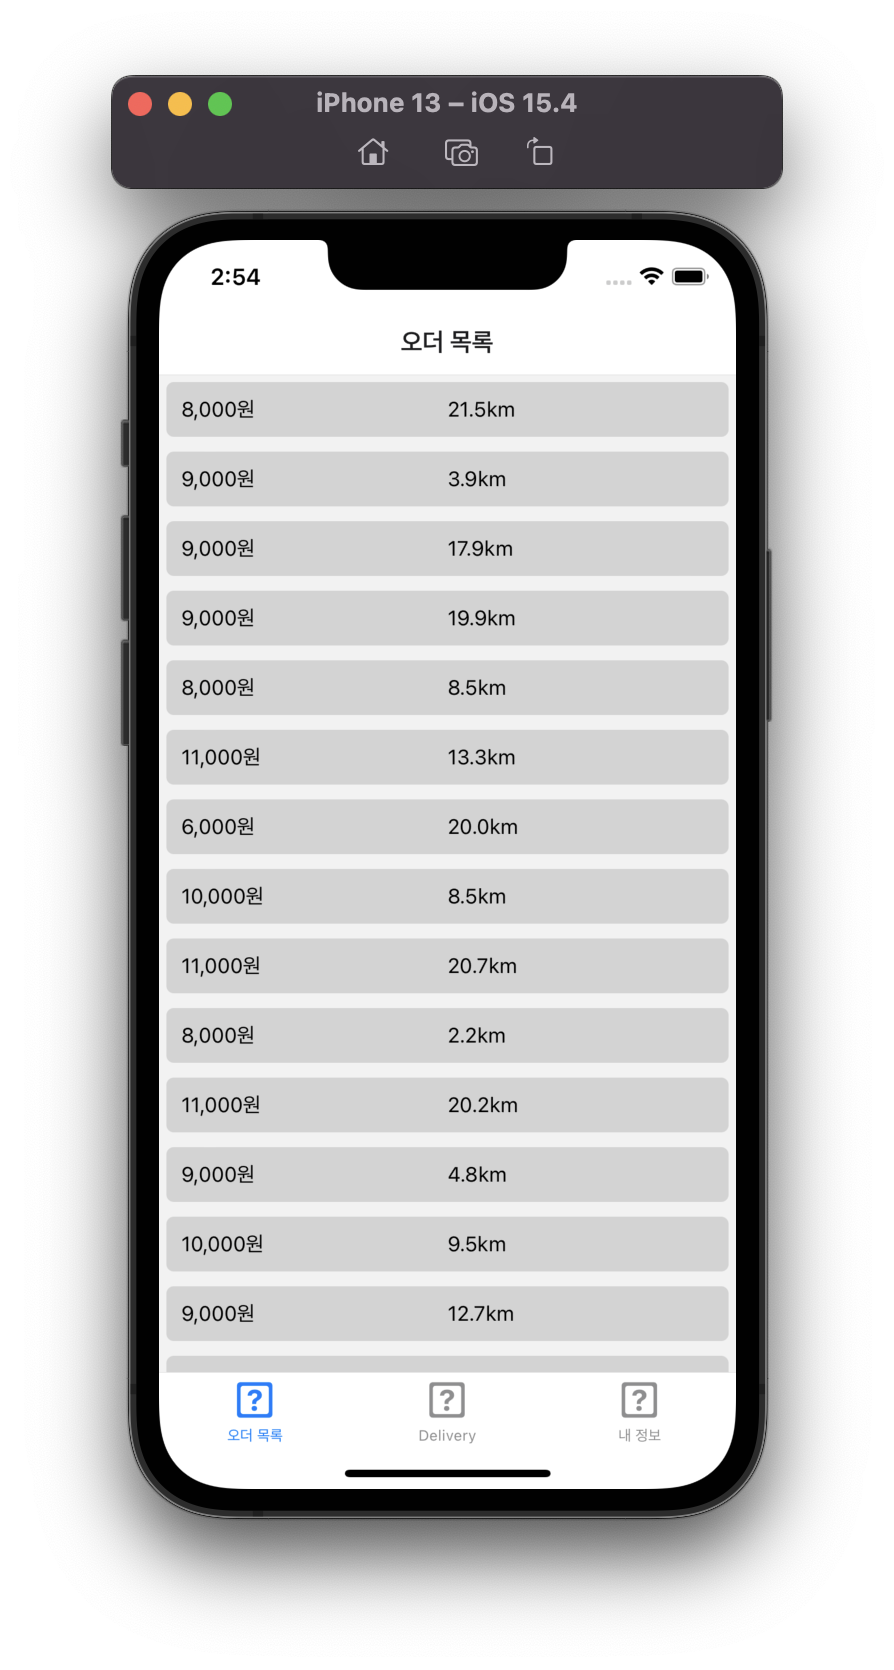 iPhone 13 – iOS 15.4
2:54
오더 목록
8,000원 21.5km
9,000원 3.9km
9,000원 17.9km
9,000원 19.9km
8,000원 8.5km
11,000원 13.3km
6,000원 20.0km
10,000원 8.5km
11,000원 20.7km
8,000원 2.2km
11,000원 20.2km
9,000원 4.8km
10,000원 9.5km
9,000원 12.7km
? ? ?
오더 목록 Delivery 내 정보